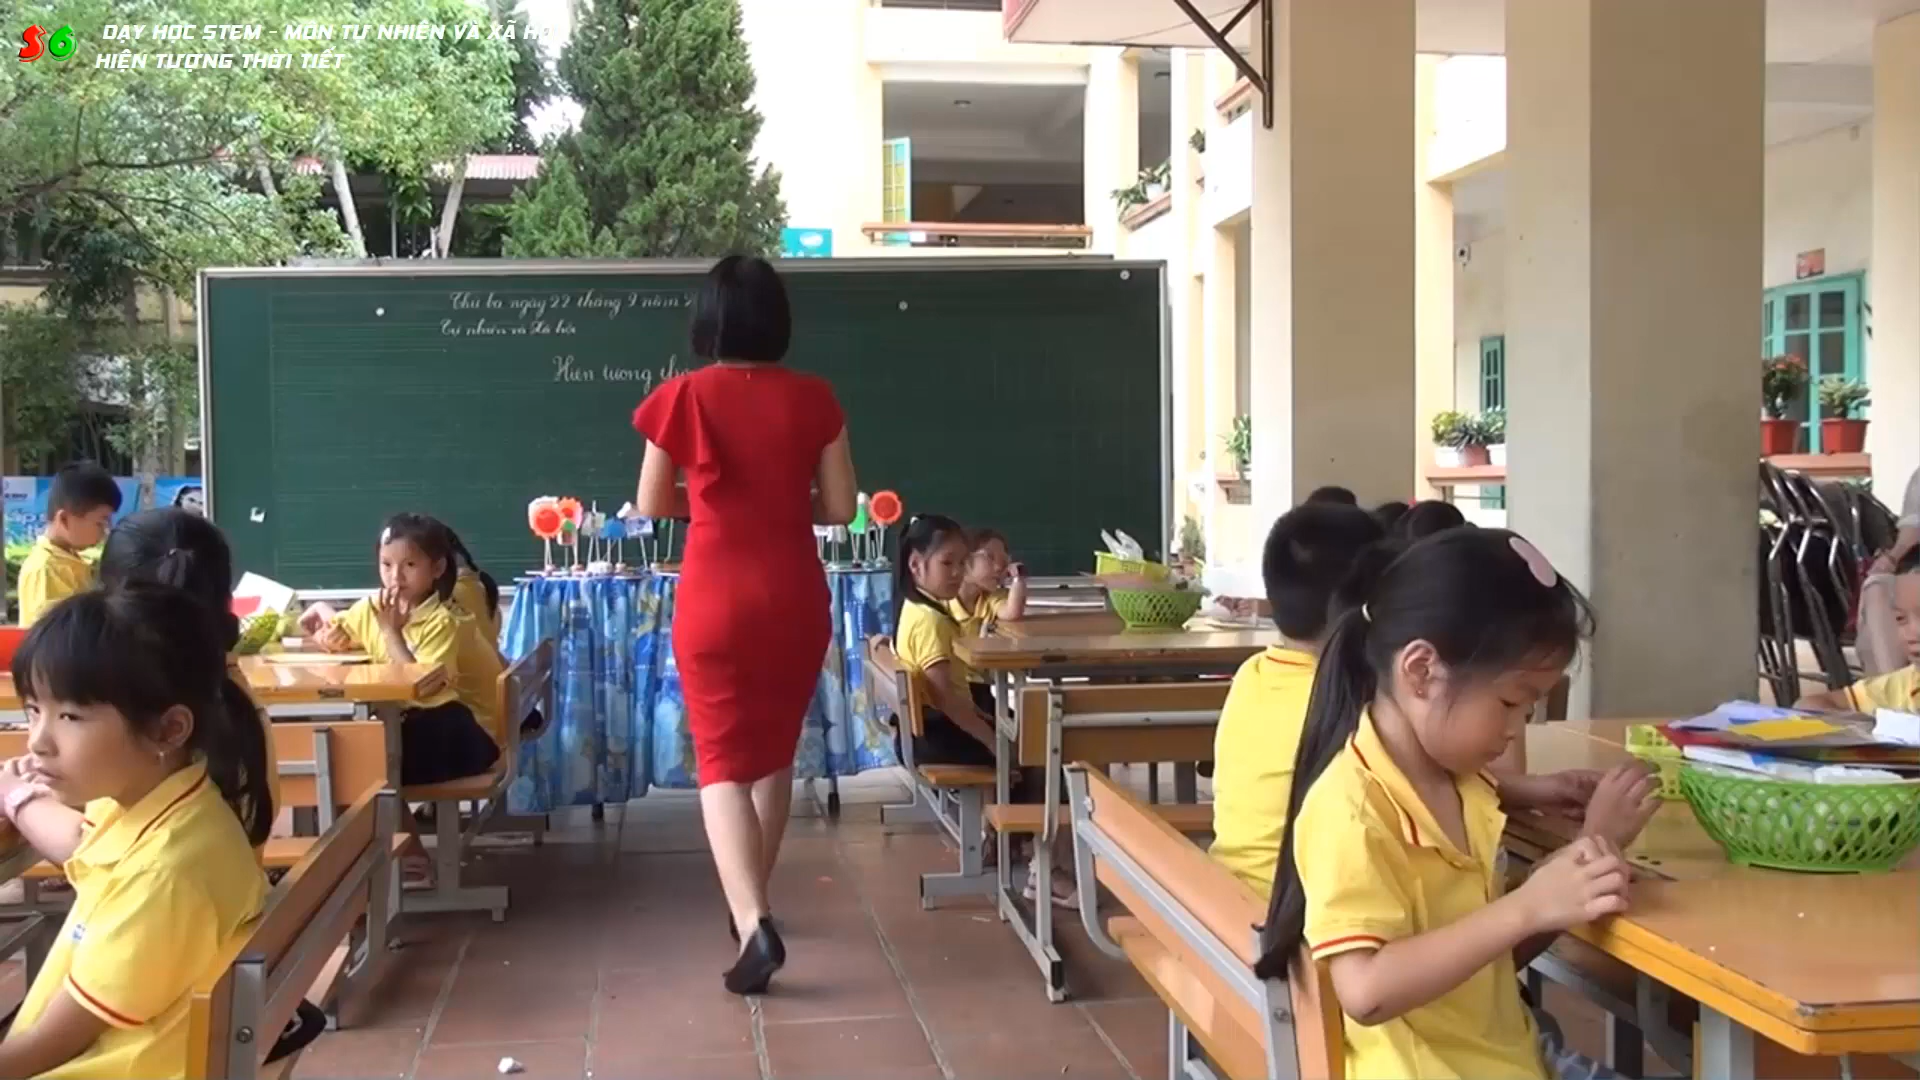 S6
DẠY HỌC STEM - MÔN TỰ NHIÊN VÀ XÃ
HIỆN TƯỢNG THỜI TIẾT
Thứ ba ngày 22 tháng 9 năm
Tự nhiên và Xã hội
Hiện tượng